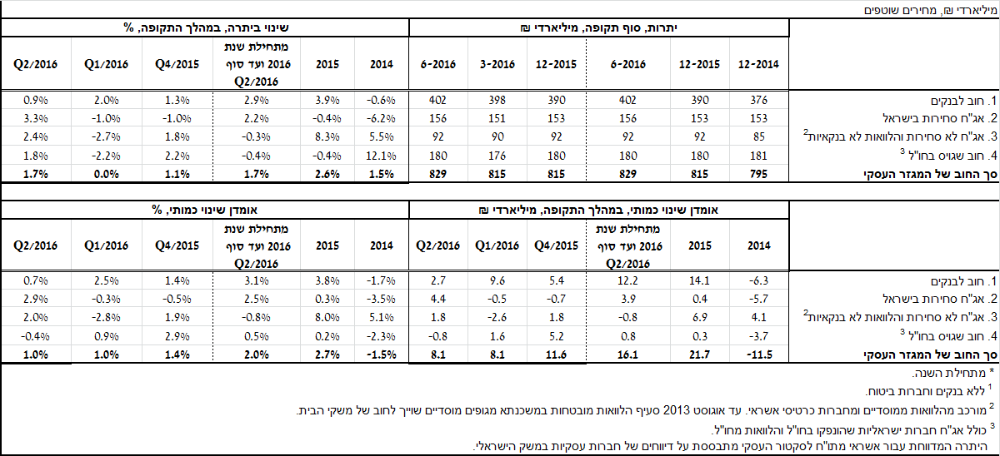 מיליארדי ₪, מחירים שוטפים
יתרות, סוף תקופה, מיליארדי ₪ שינוי ביתרה, במהלך התקופה, %
12-2014 12-2015 6-2016 12-2015 3-2016 6-2016 2014 2015 מתחילת שנת 2016 ועד סוף Q2/2016 Q4/2015 Q1/2016 Q2/2016
1. חוב לבנקים 376 390 402 390 398 402 -0.6% 3.9% 2.9% 1.3% 2.0% 0.9%
2. אג"ח סחירות בישראל 153 153 156 153 151 156 -6.2% -0.4% 2.2% -1.0% -1.0% 3.3%
3. אג"ח לא סחירות והלוואות לא בנקאיות2 85 92 92 92 90 92 5.5% 8.3% -0.3% 1.8% -2.7% 2.4%
4. חוב שגויס בחו"ל 3 181 180 180 180 176 180 12.1% -0.4% -0.4% 2.2% -2.2% 1.8%
סך החוב של המגזר העסקי 795 815 829 815 815 829 1.5% 2.6% 1.7% 1.1% 0.0% 1.7%
אומדן שינוי כמותי, במהלך התקופה, מיליארדי ₪ אומדן שינוי כמותי, %
2014 2015 מתחילת שנת 2016 ועד סוף Q2/2016 Q4/2015 Q1/2016 Q2/2016 2014 2015 מתחילת שנת 2016 ועד סוף Q2/2016 Q4/2015 Q1/2016 Q2/2016
1. חוב לבנקים -6.3 14.1 12.2 5.4 9.6 2.7 -1.7% 3.8% 3.1% 1.4% 2.5% 0.7%
2. אג"ח סחירות בישראל -5.7 0.4 3.9 -0.7 -0.5 4.4 -3.5% 0.3% 2.5% -0.5% -0.3% 2.9%
3. אג"ח לא סחירות והלוואות לא בנקאיות2 4.1 6.9 -0.8 1.8 -2.6 1.8 5.1% 8.0% -0.8% 1.9% -2.8% 2.0%
4. חוב שגויס בחו"ל 3 -3.7 0.3 0.8 5.2 1.6 -0.8 -2.3% 0.2% 0.5% 2.9% 0.9% -0.4%
סך החוב של המגזר העסקי -11.5 21.7 16.1 11.6 8.1 8.1 -1.5% 2.7% 2.0% 1.4% 1.0% 1.0%
* מתחילת השנה.
1 ללא בנקים וחברות ביטוח.
2 מורכב מהלוואות ממוסדיים ומחברות כרטיסי אשראי. עד אוגוסט 2013 סעיף הלוואות מובטחות במשכנתא מגופים מוסדיים שוייך לחוב של משקי הבית.
3 כולל אג"ח חברות ישראליות שהונפקו בחו"ל והלוואות מחו"ל.
היתרה המדווחת עבור אשראי מתו"ח לסקטור העסקי מתבססת על דיווחים של חברות עסקיות במשק הישראלי.